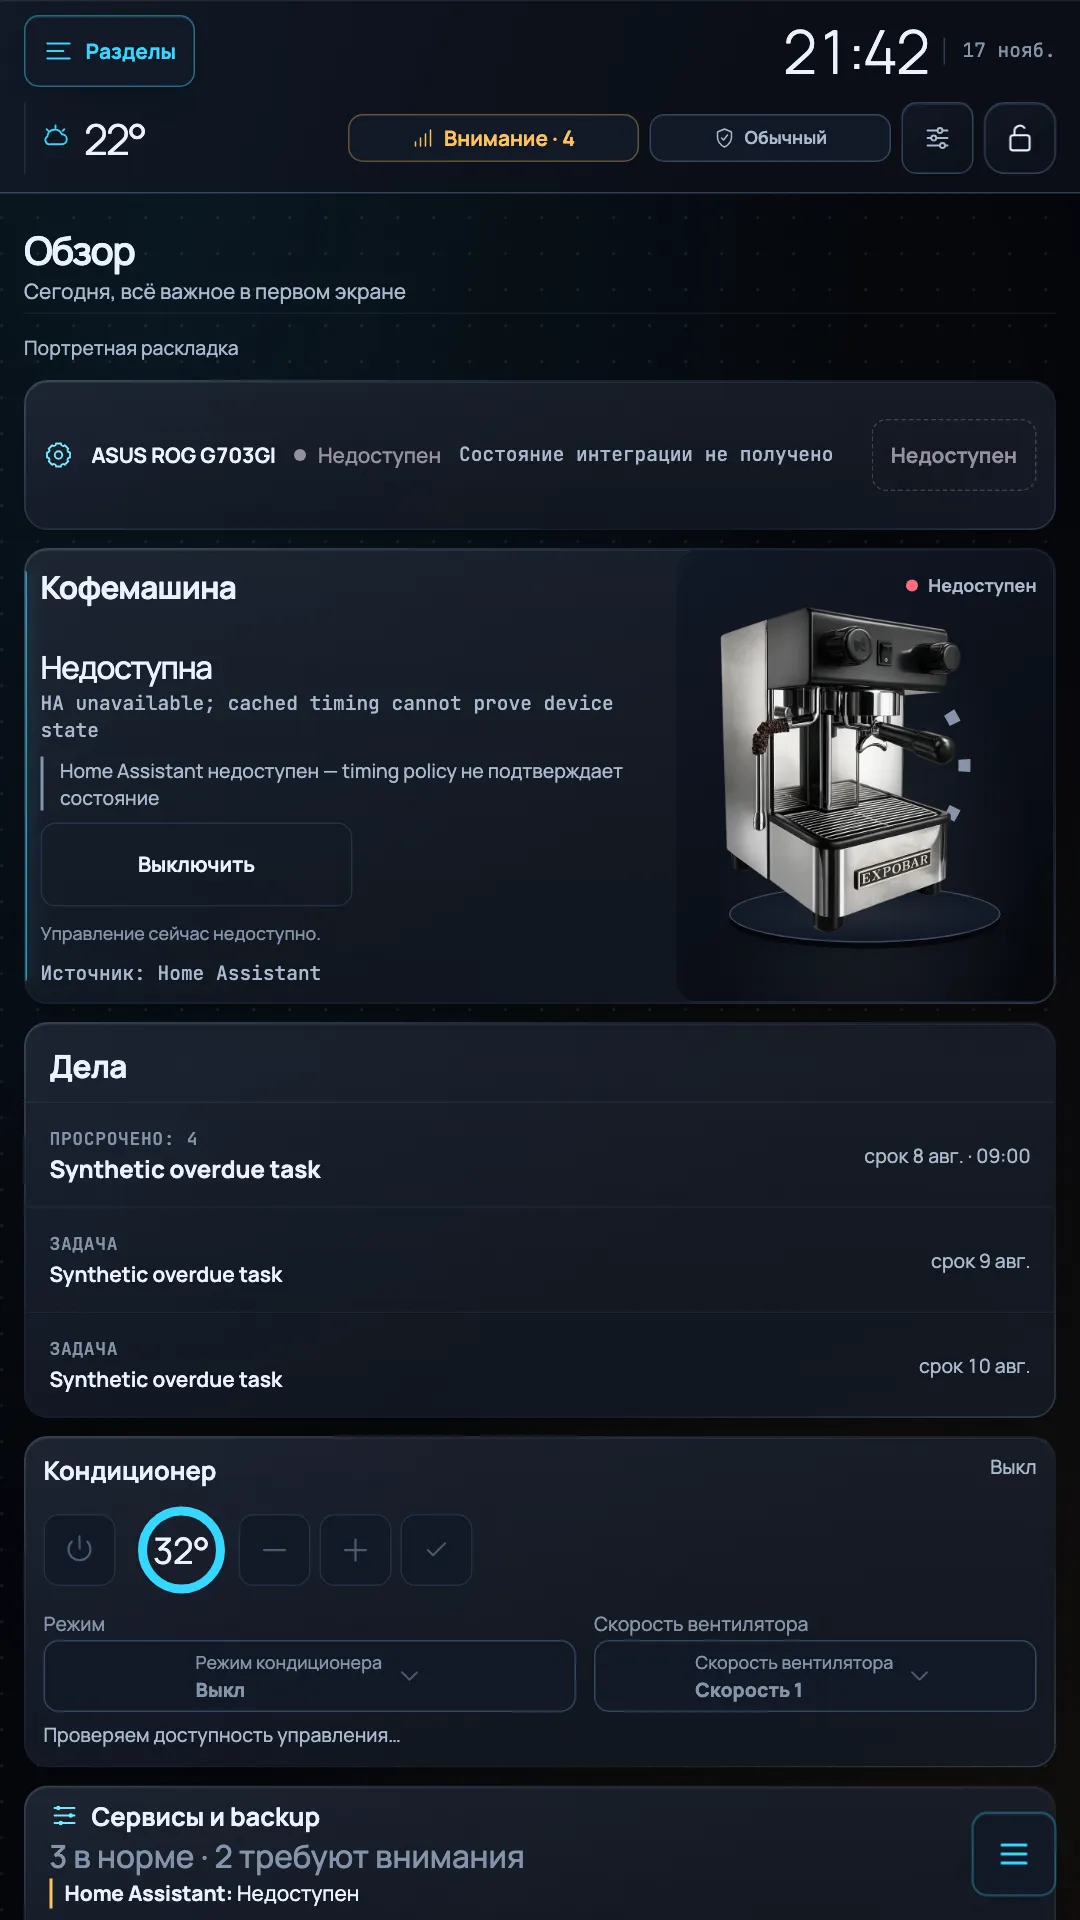 Разделы
21:42
17 нояб.
22°
Внимание · 4
Обычный
Обзор
Сегодня, всё важное в первом экране
Портретная раскладка
ASUS ROG G703GI
Недоступен
Состояние интеграции не получено
Недоступен
Кофемашина
Недоступен
Недоступна
HA unavailable; cached timing cannot prove device
state
Home Assistant недоступен — timing policy не подтверждает
состояние
EXPOBAR
Выключить
Управление сейчас недоступно.
Источник: Home Assistant
Дела
ПРОСРОЧЕНО: 4
Synthetic overdue task
срок 8 авг. · 09:00
ЗАДАЧА
Synthetic overdue task
срок 9 авг.
ЗАДАЧА
Synthetic overdue task
срок 10 авг.
Кондиционер
Выкл
32°
Режим
Скорость вентилятора
Режим кондиционера
Выкл
Скорость вентилятора
Скорость 1
Проверяем доступность управления…
Сервисы и backup
3 в норме · 2 требуют внимания
Home Assistant: Недоступен